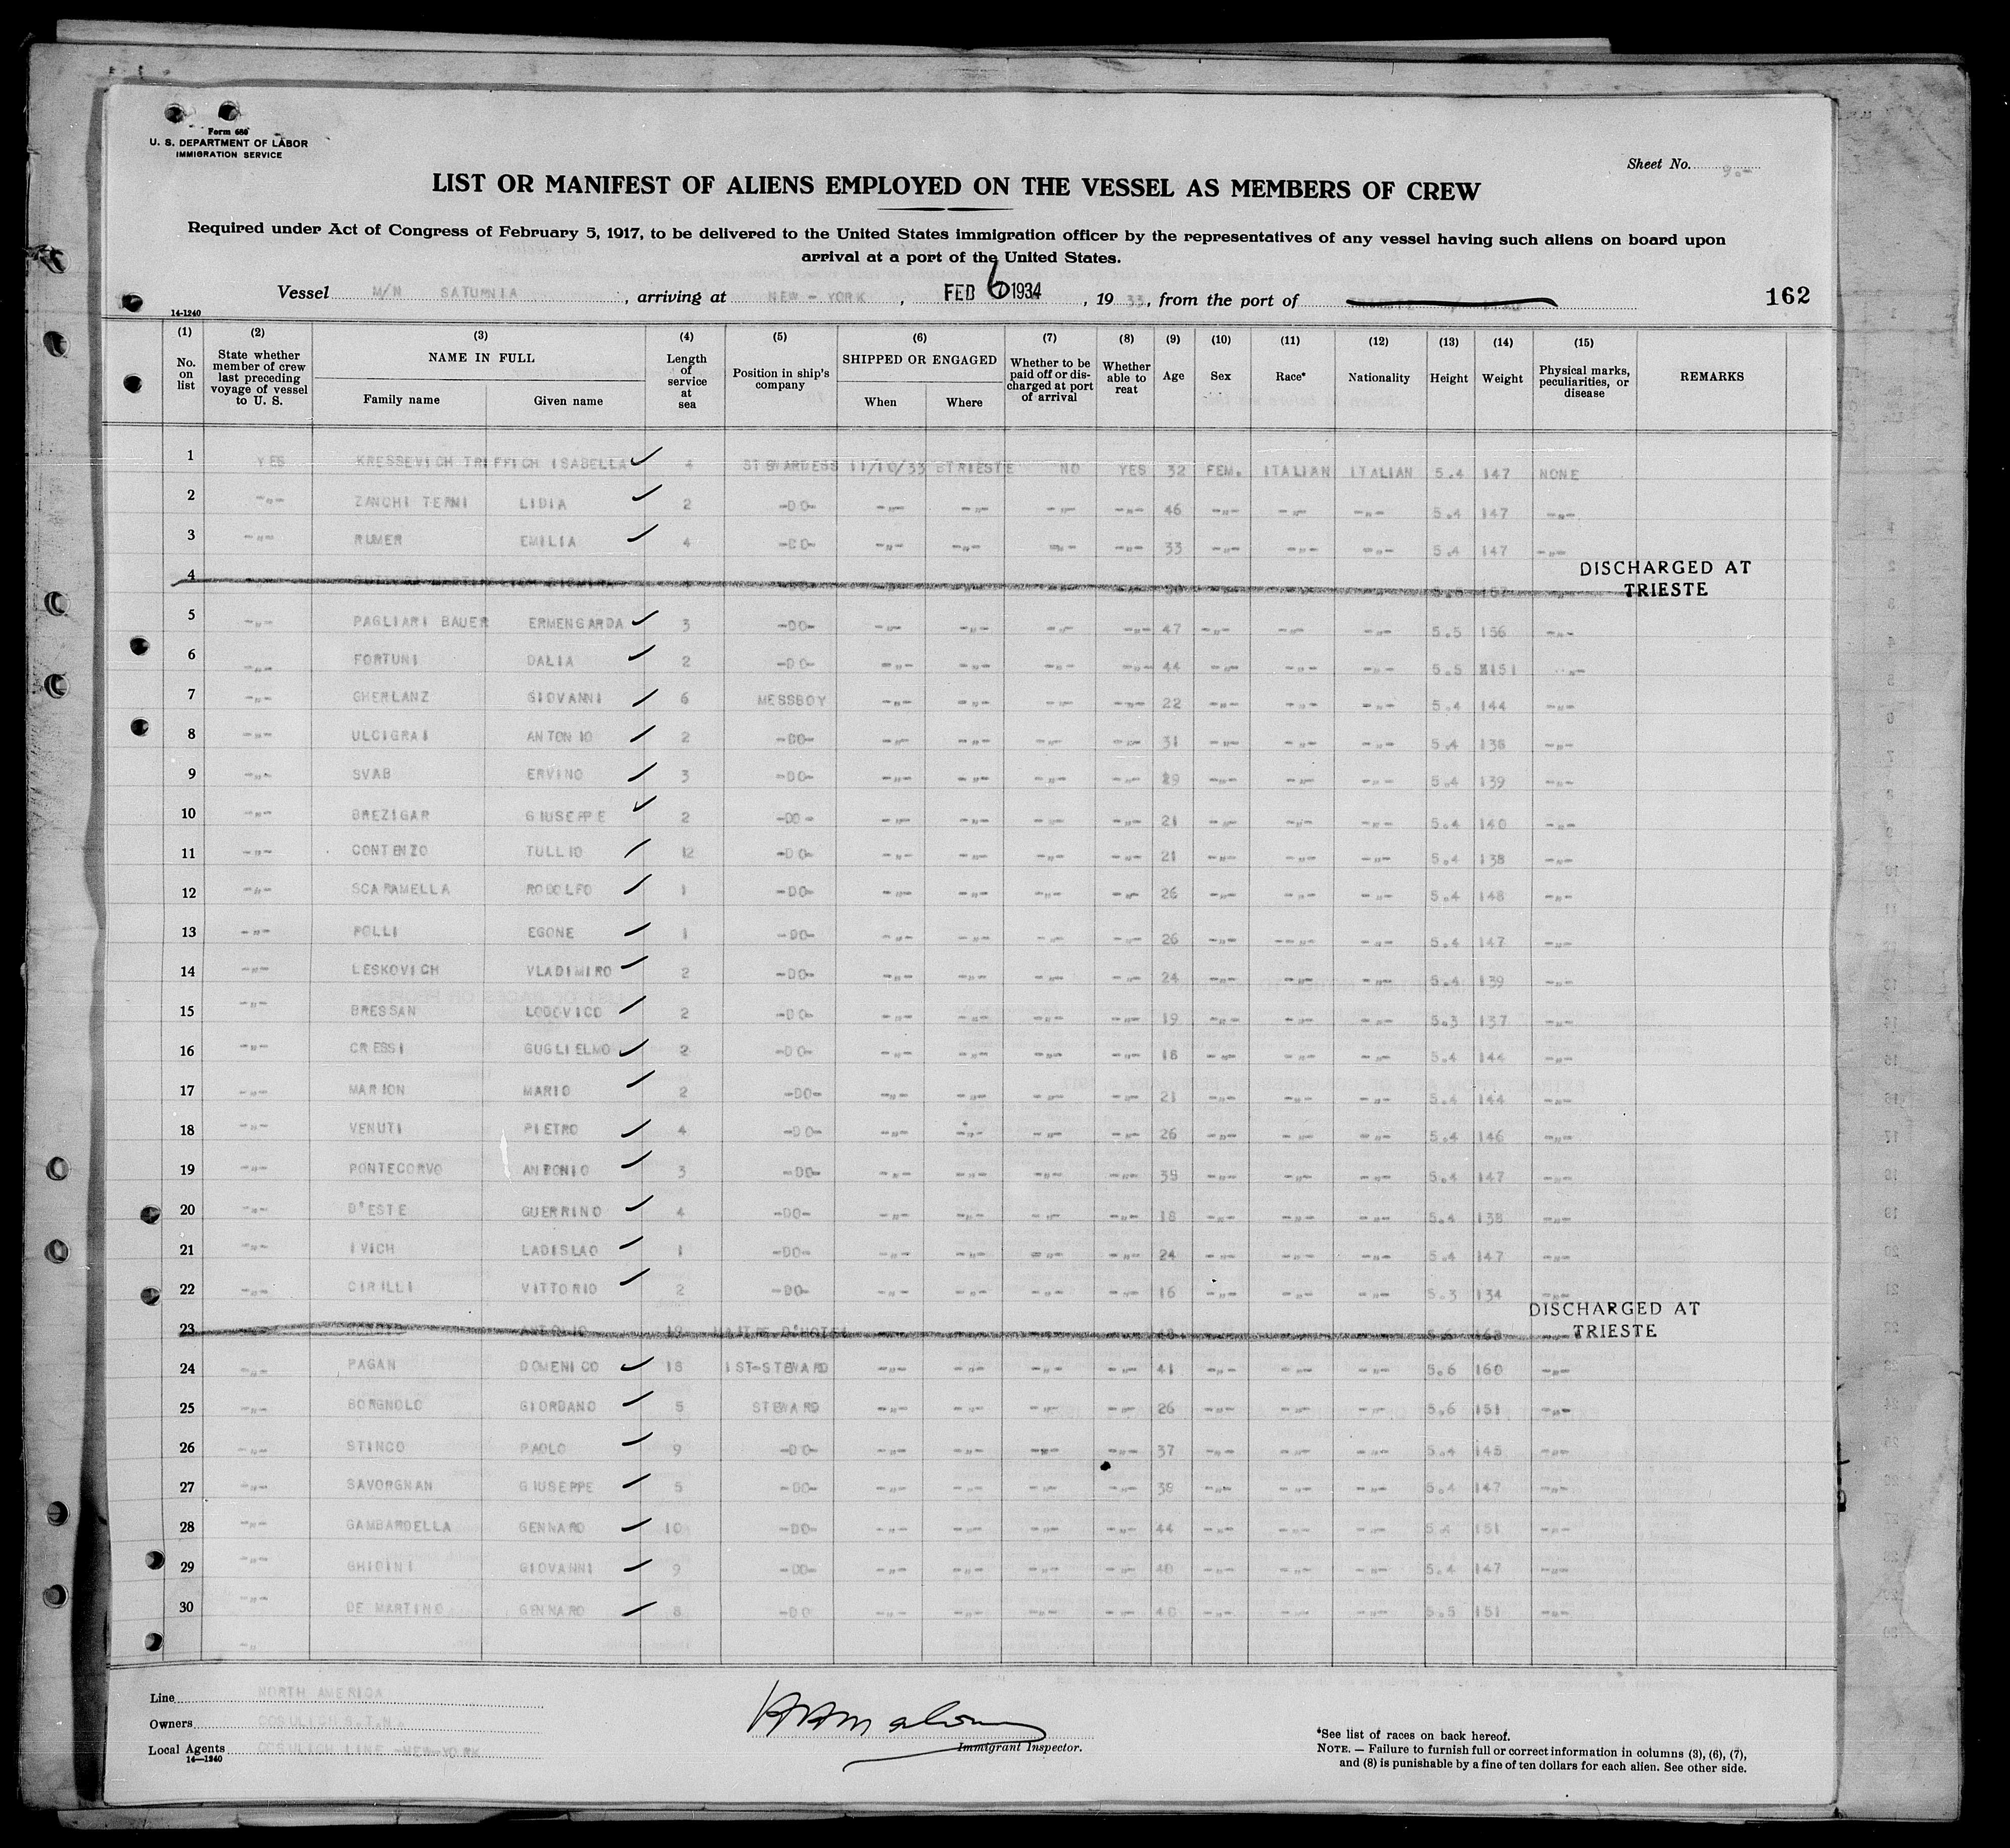 Form 680
U. S. DEPARTMENT OF LABOR
IMMIGRATION SERVICE
Sheet No. 9.-
LIST OR MANIFEST OF ALIENS EMPLOYED ON THE VESSEL AS MEMBERS OF CREW
Required under Act of Congress of February 5, 1917, to be delivered to the United States immigration officer by the representatives of any vessel having such aliens on board upon
arrival at a port of the United States.
Vessel M/N SATURNIA, arriving at NEW-YORK, FEB 6 1934, 19 33, from the port of
162
14-1240
(1) (2) (3) (4) (5) (6) (7) (8) (9) (10) (11) (12) (13) (14) (15)
No. on list | State whether member of crew last preceding voyage of vessel to U. S. | NAME IN FULL | Family name | Given name | Length of service at sea | Position in ship's company | SHIPPED OR ENGAGED | When | Where | Whether to be paid off or discharged at port of arrival | Whether able to reat | Age | Sex | Race* | Nationality | Height | Weight | Physical marks, peculiarities, or disease | REMARKS
1 YES KRESSEVICH TRIFFICH ISABELLA 4 STEWARDESS 11/10/33 TRIESTE NO YES 32 FEM. ITALIAN ITALIAN 5.4 147 NONE
2 -"- ZANCHI TERNI LIDIA 2 -DO- -"- -"- -"- -"- 46 -"- -"- -"- 5.4 147 -"-
3 -"- RUMER EMILIA 4 -DO- -"- -"- -"- -"- 33 -"- -"- -"- 5.4 147 -"-
4 DISCHARGED AT
TRIESTE
5 -"- PAGLIARI BAUER ERMENGARDA 3 -DO- -"- -"- -"- -"- 47 -"- -"- -"- 5.5 156 -"-
6 -"- FORTUNI DALIA 2 -DO- -"- -"- -"- -"- 44 -"- -"- -"- 5.5 151 -"-
7 -"- GHERLANZ GIOVANNI 6 MESSBOY -"- -"- -"- -"- 22 -"- -"- -"- 5.4 144 -"-
8 -"- ULCIGRAI ANTONIO 2 -DO- -"- -"- -"- -"- 31 -"- -"- -"- 5.4 138 -"-
9 -"- SVAB ERVINO 3 -DO- -"- -"- -"- -"- 29 -"- -"- -"- 5.4 139 -"-
10 -"- BREZIGAR GIUSEPPE 2 -DO- -"- -"- -"- -"- 21 -"- -"- -"- 5.4 140 -"-
11 -"- CONTENZO TULLIO 12 -DO- -"- -"- -"- -"- 21 -"- -"- -"- 5.4 138 -"-
12 -"- SCARAMELLA RODOLFO 1 -DO- -"- -"- -"- -"- 26 -"- -"- -"- 5.4 148 -"-
13 -"- POLLI EGONE 1 -DO- -"- -"- -"- -"- 26 -"- -"- -"- 5.4 147 -"-
14 -"- LESKOVICH VLADIMIRO 2 -DO- -"- -"- -"- -"- 24 -"- -"- -"- 5.4 139 -"-
15 -"- BRESSAN LODOVICO 2 -DO- -"- -"- -"- -"- 19 -"- -"- -"- 5.3 137 -"-
16 -"- CRESSI GUGLIELMO 2 -DO- -"- -"- -"- -"- 18 -"- -"- -"- 5.4 144 -"-
17 -"- MARION MARIO 2 -DO- -"- -"- -"- -"- 21 -"- -"- -"- 5.4 144 -"-
18 -"- VENUTI PIETRO 4 -DO- -"- -"- -"- -"- 26 -"- -"- -"- 5.4 146 -"-
19 -"- PONTECORVO ANTONIO 3 -DO- -"- -"- -"- -"- 35 -"- -"- -"- 5.4 147 -"-
20 -"- D'ESTE GUERRINO 4 -DO- -"- -"- -"- -"- 18 -"- -"- -"- 5.4 138 -"-
21 -"- IVICH LADISLAO 1 -DO- -"- -"- -"- -"- 24 -"- -"- -"- 5.4 147 -"-
22 -"- CIRILLI VITTORIO 2 -DO- -"- -"- -"- -"- 16 -"- -"- -"- 5.3 134 -"-
23 MAITRE D'HOTEL DISCHARGED AT
TRIESTE
24 -"- PAGAN DOMENICO 18 1ST-STEWARD -"- -"- -"- -"- 41 -"- -"- -"- 5.6 160 -"-
25 -"- BORGNOLO GIORDANO 5 STEWARD -"- -"- -"- -"- 26 -"- -"- -"- 5.6 151 -"-
26 -"- STINCO PAOLO 9 -DO- -"- -"- -"- -"- 37 -"- -"- -"- 5.4 145 -"-
27 -"- SAVORGNAN GIUSEPPE 5 -DO- -"- -"- -"- -"- 38 -"- -"- -"- 5.4 147 -"-
28 -"- GAMBARDELLA GENNARO 10 -DO- -"- -"- -"- -"- 44 -"- -"- -"- 5.4 151 -"-
29 -"- GHIDINI GIOVANNI 9 -DO- -"- -"- -"- -"- 40 -"- -"- -"- 5.4 147 -"-
30 -"- DE MARTINO GENNARO 8 -DO -"- -"- -"- -"- 40 -"- -"- -"- 5.5 151 -"-
Line NORTH AMERICA
Owners COSULICH S.T.N.
Local Agents COSULICH LINE -NEW-YORK
14-1240
Immigrant Inspector.
*See list of races on back hereof.
NOTE. — Failure to furnish full or correct information in columns (3), (6), (7),
and (8) is punishable by a fine of ten dollars for each alien. See other side.